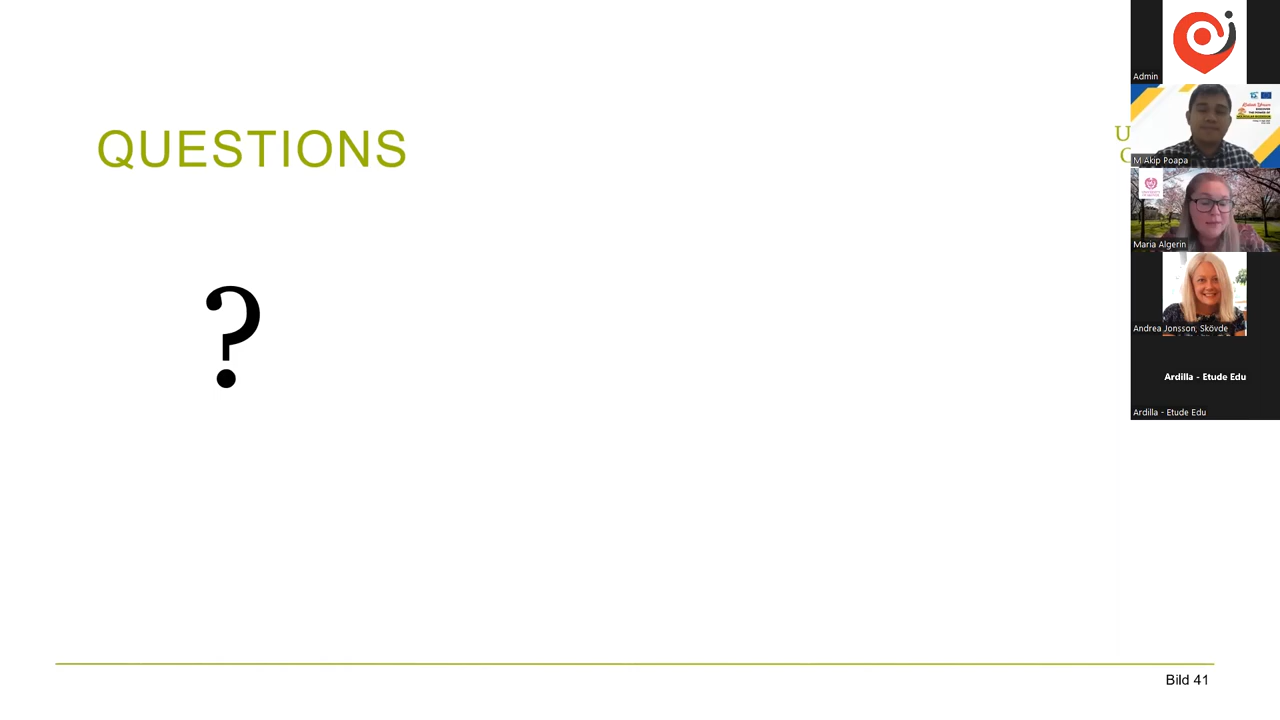 QUESTIONS
?
Bild 41
U
Admin
M Akip Poapa
Maria Algerin
Andrea Jonsson, Skövde
Ardilla - Etude Edu
Ardilla - Etude Edu